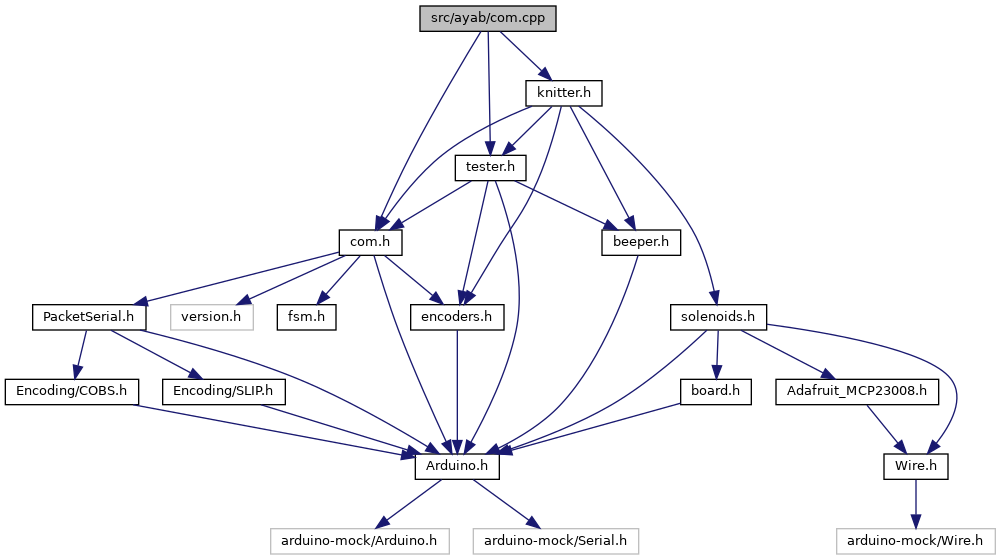 src/ayab/com.cpp
knitter.h
tester.h
com.h
beeper.h
PacketSerial.h
version.h
fsm.h
encoders.h
solenoids.h
Encoding/COBS.h
Encoding/SLIP.h
board.h
Adafruit_MCP23008.h
Arduino.h
Wire.h
arduino-mock/Arduino.h
arduino-mock/Serial.h
arduino-mock/Wire.h